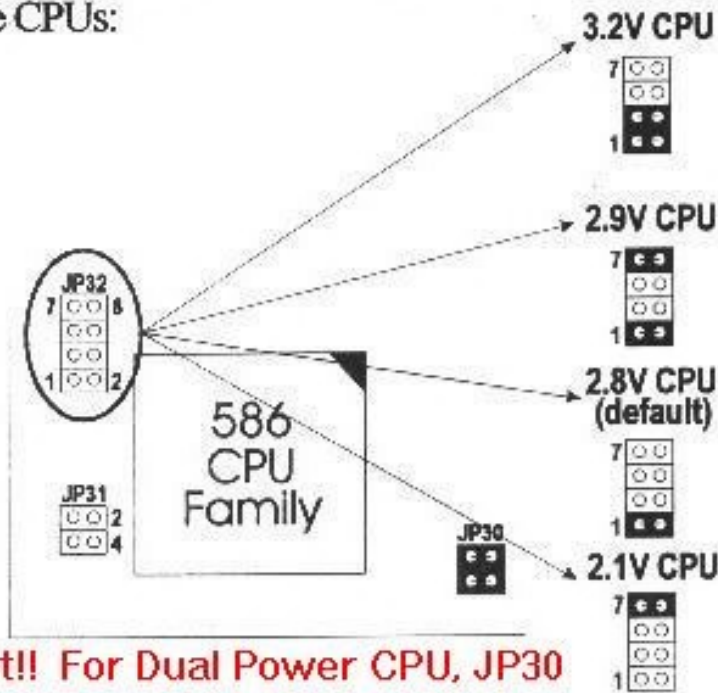 e CPUs:
3.2V CPU
7
1
2.9V CPU
7
1
JP32
7 8
1 2
2.8V CPU
(default)
7
1
586
CPU
Family
JP31
2
4
JP30
2.1V CPU
7
1
t!! For Dual Power CPU, JP30